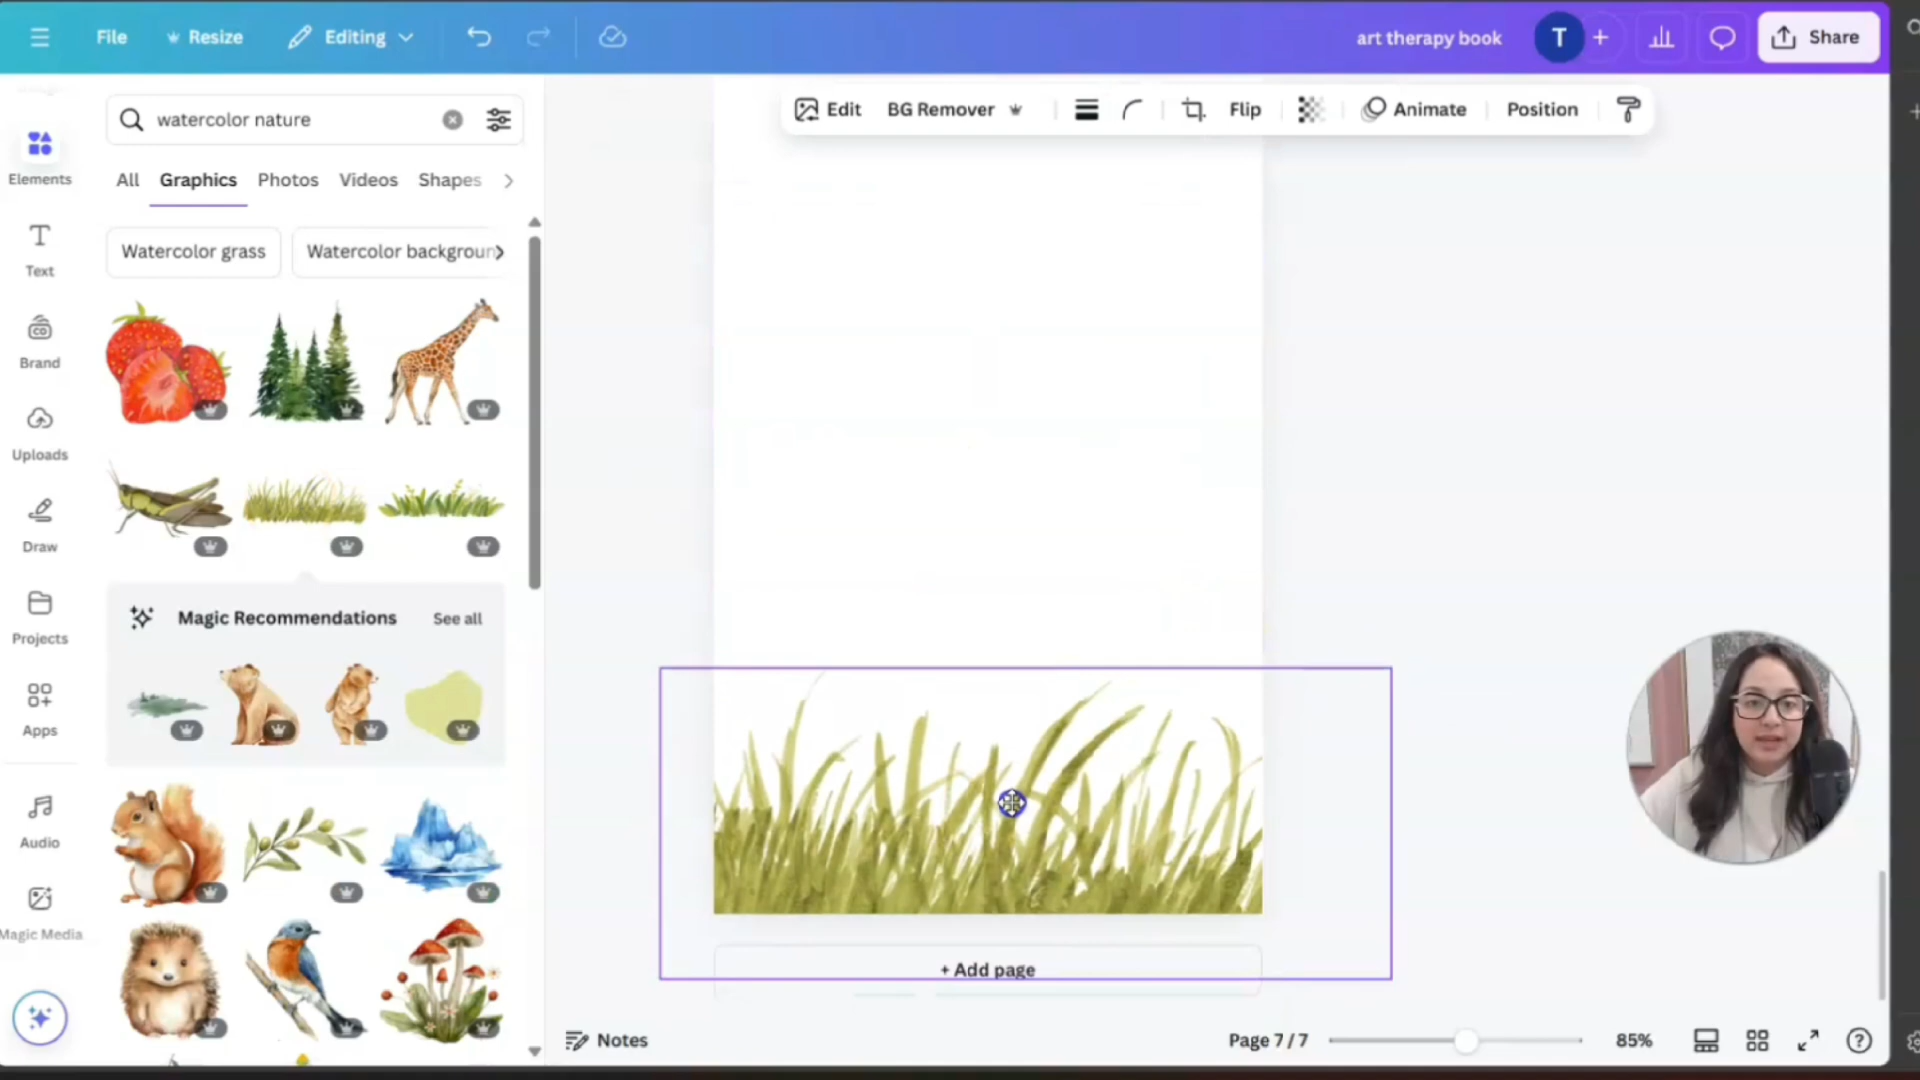 File
Resize
Editing
art therapy book
T
Share
watercolor nature
Elements
All
Graphics
Photos
Videos
Shapes
Edit
BG Remover
Flip
Animate
Position
Text
Watercolor grass
Watercolor backgroun
Brand
Uploads
Draw
Projects
Magic Recommendations
See all
Apps
Audio
Magic Media
+ Add page
Notes
Page 7 / 7
85%